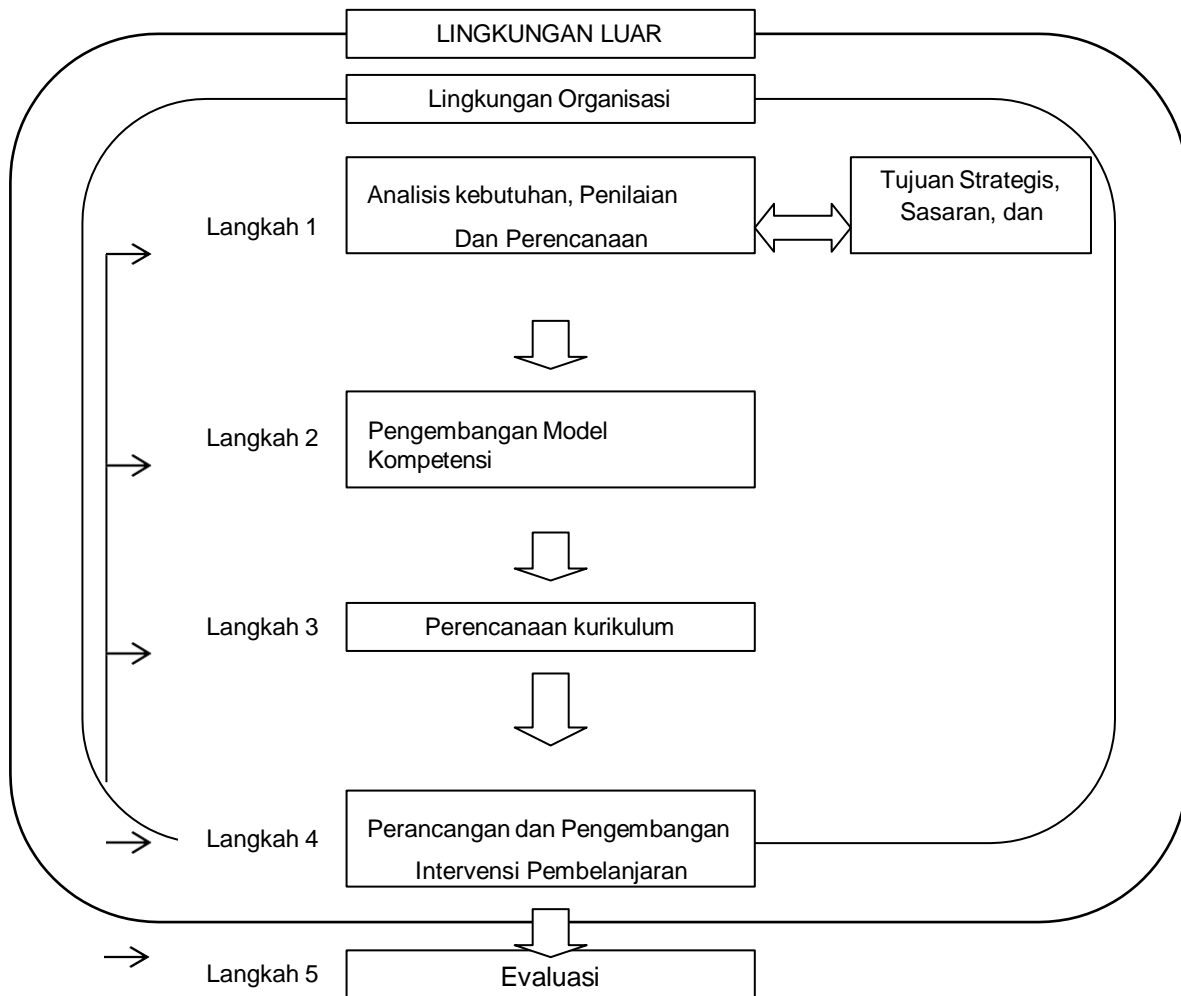 LINGKUNGAN LUAR
Lingkungan Organisasi
Langkah 1
Analisis kebutuhan, Penilaian
Dan Perencanaan
Tujuan Strategis,
Sasaran, dan
Langkah 2
Pengembangan Model
Kompetensi
Langkah 3
Perencanaan kurikulum
Langkah 4
Perancangan dan Pengembangan
Intervensi Pembelanjaran
Langkah 5
Evaluasi